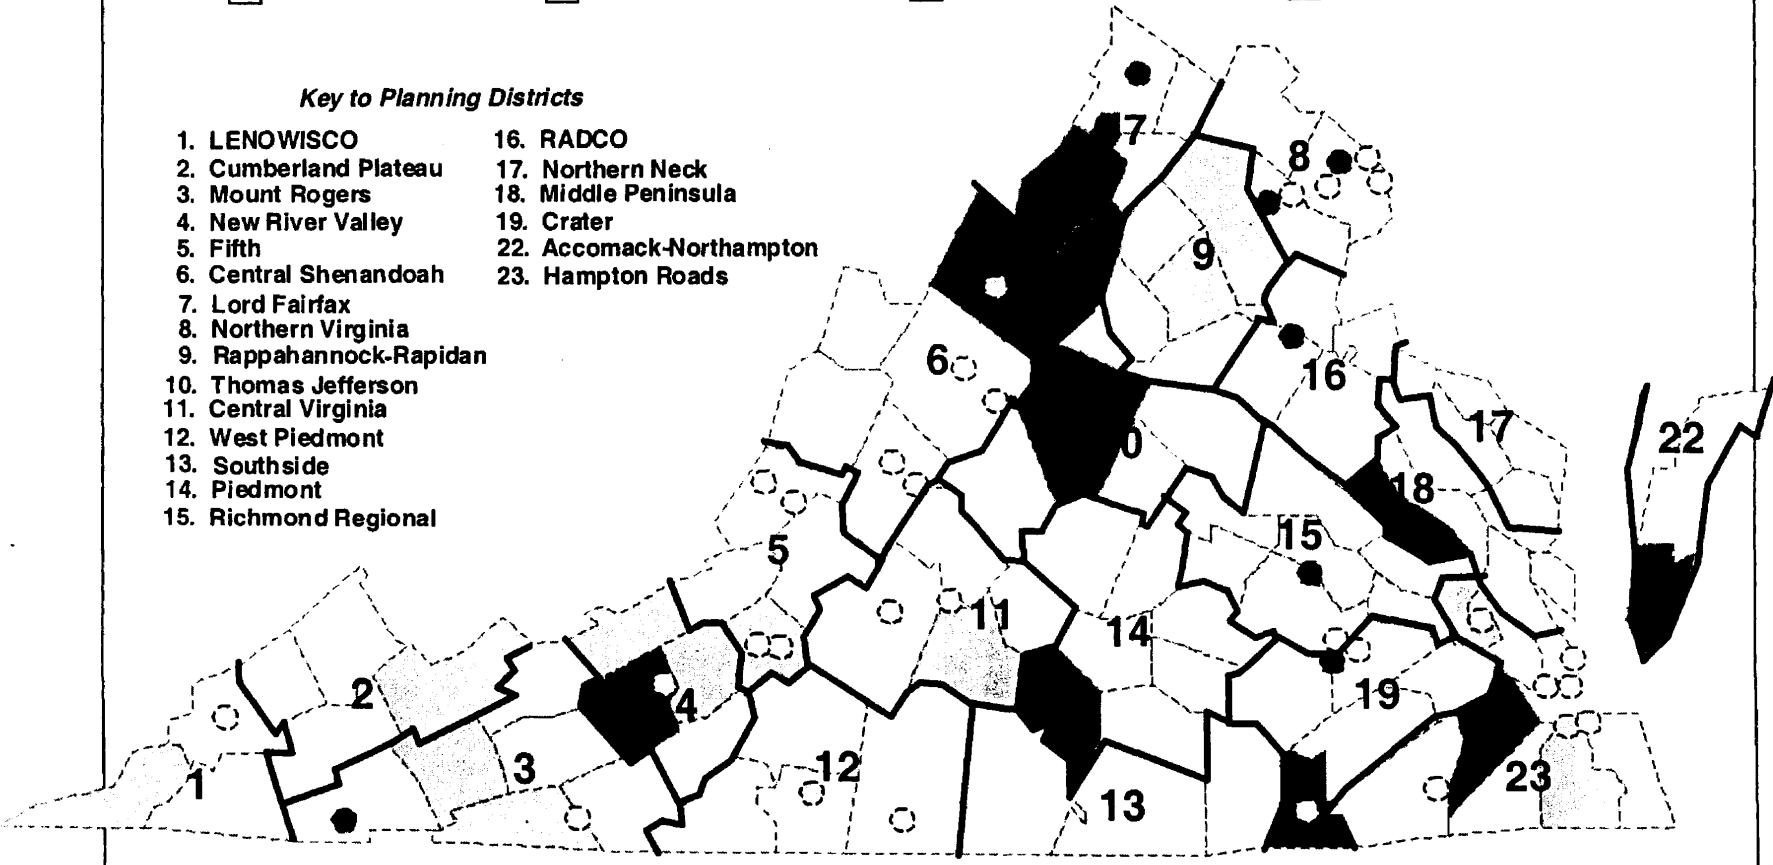 Key to Planning Districts
1. LENOWISCO
2. Cumberland Plateau
3. Mount Rogers
4. New River Valley
5. Fifth
6. Central Shenandoah
7. Lord Fairfax
8. Northern Virginia
9. Rappahannock-Rapidan
10. Thomas Jefferson
11. Central Virginia
12. West Piedmont
13. Southside
14. Piedmont
15. Richmond Regional
16. RADCO
17. Northern Neck
18. Middle Peninsula
19. Crater
22. Accomack-Northampton
23. Hampton Roads
7
8
9
6
16
17
22
0
18
15
5
11
14
2
4
19
1
3
12
13
23